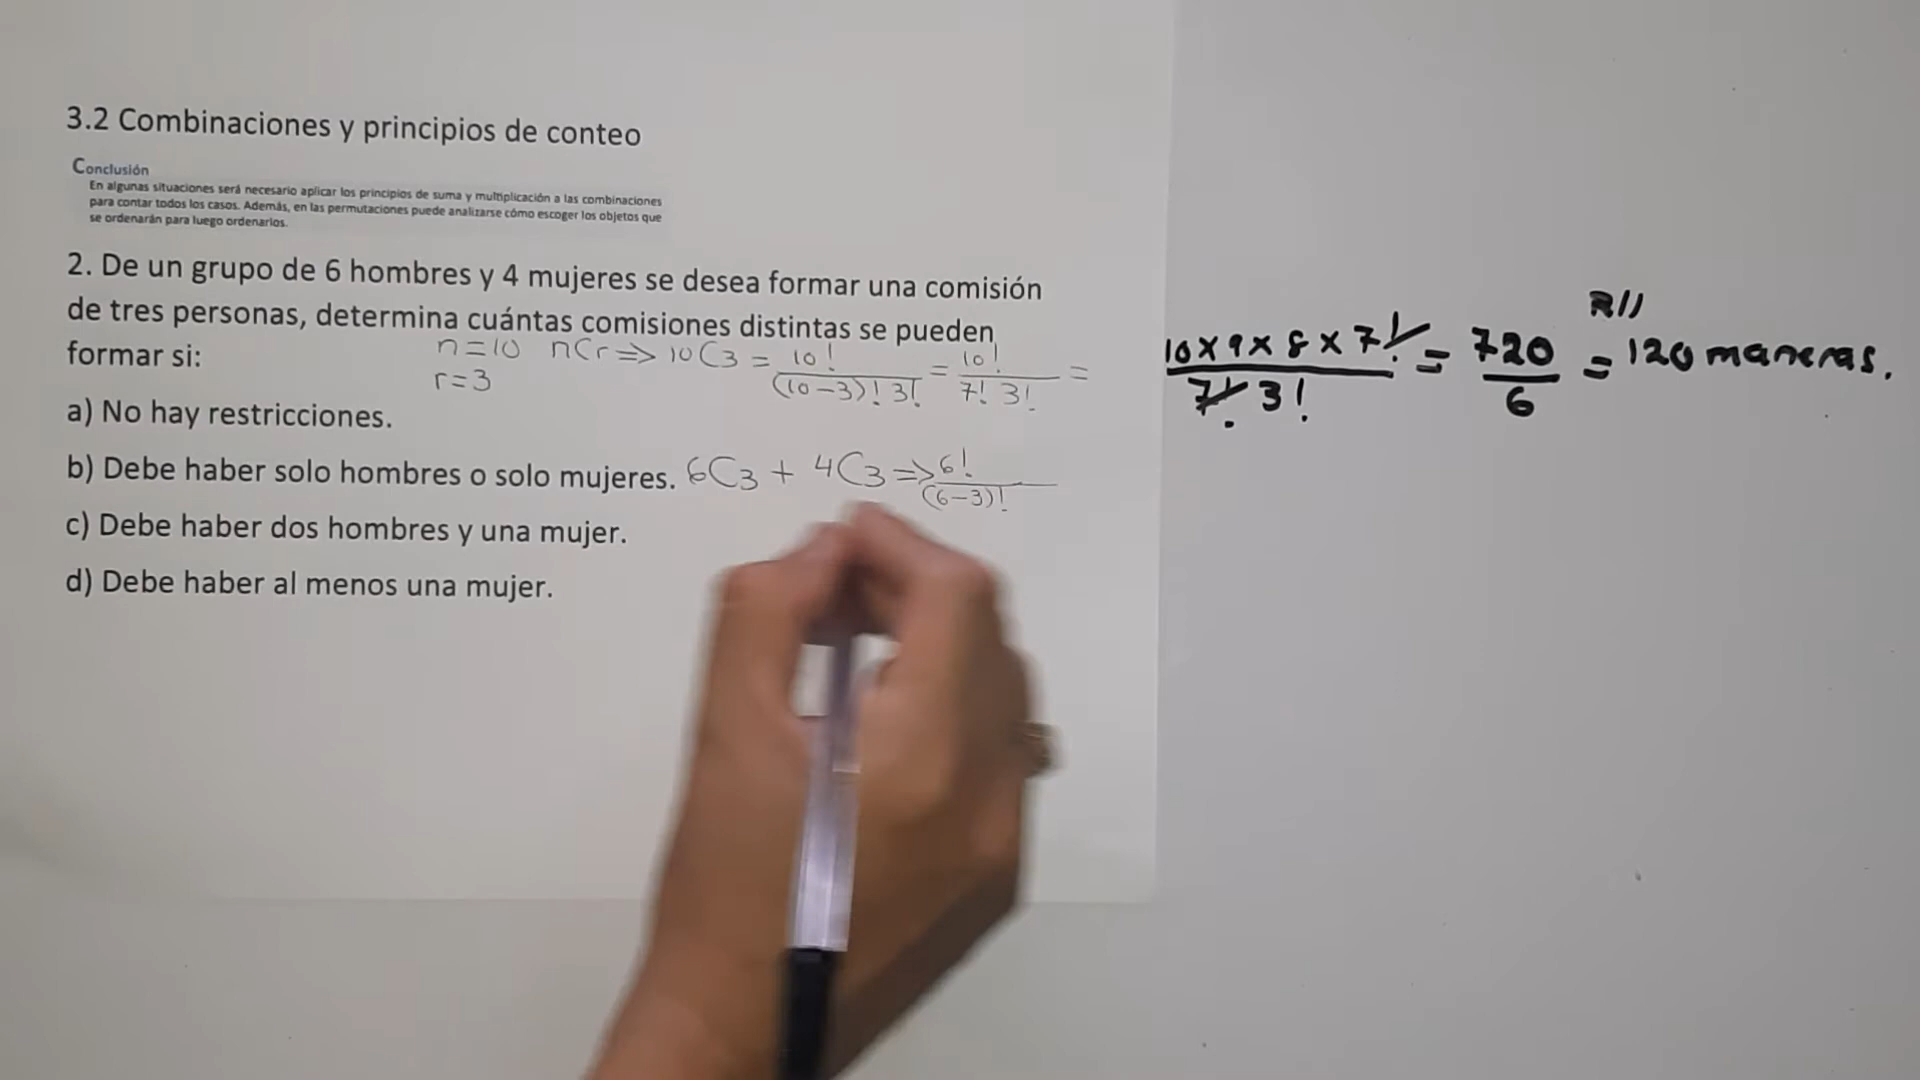 3.2 Combinaciones y principios de conteo
Conclusión
En algunas situaciones será necesario aplicar los principios de suma y multiplicación a las combinaciones
para contar todos los casos. Además, en las permutaciones puede analizarse cómo escoger los objetos que
se ordenarán para luego ordenarlos.
2. De un grupo de 6 hombres y 4 mujeres se desea formar una comisión
de tres personas, determina cuántas comisiones distintas se pueden
formar si:
n=10 nCr => 10C3 = 10!/(10-3)! 3! = 10!/7! 3! =
r=3
10 x 9 x 8 x 7!/7! 3! = 720/6 = 120 maneras.
R//
a) No hay restricciones.
b) Debe haber solo hombres o solo mujeres. 6C3 + 4C3 => 6!/(6-3)!
c) Debe haber dos hombres y una mujer.
d) Debe haber al menos una mujer.